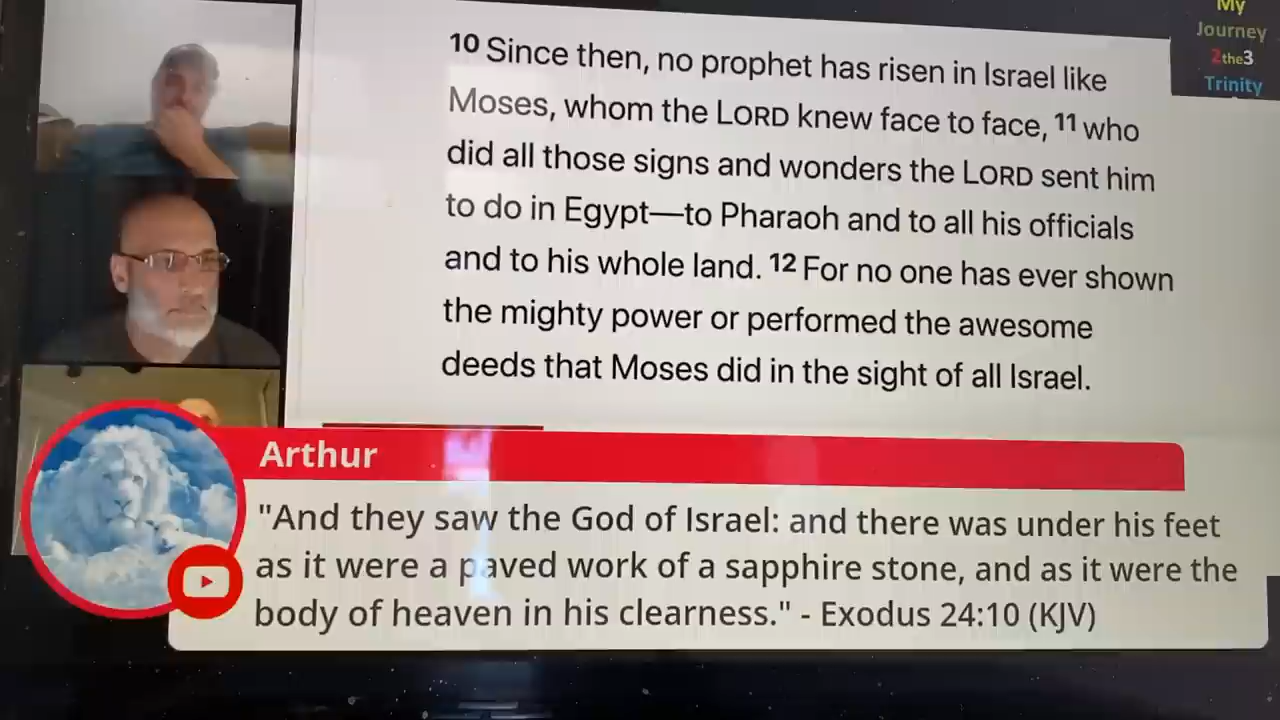 My
Journey
2the3
Trinity
10 Since then, no prophet has risen in Israel like
Moses, whom the LORD knew face to face, 11 who
did all those signs and wonders the LORD sent him
to do in Egypt—to Pharaoh and to all his officials
and to his whole land. 12 For no one has ever shown
the mighty power or performed the awesome
deeds that Moses did in the sight of all Israel.
Arthur
"And they saw the God of Israel: and there was under his feet
as it were a paved work of a sapphire stone, and as it were the
body of heaven in his clearness." - Exodus 24:10 (KJV)